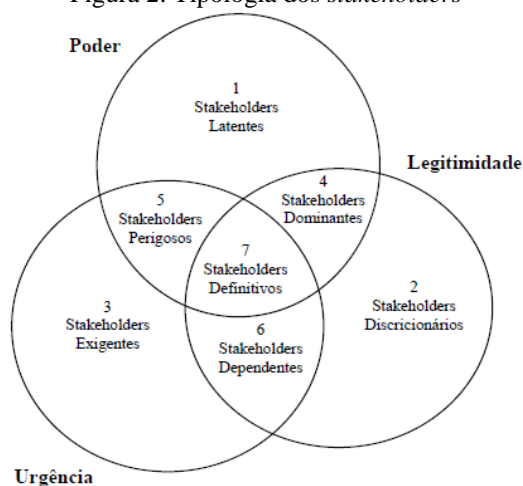 Figura 2: Tipologia dos stakeholders
Poder
1
Stakeholders
Latentes
Legitimidade
5
Stakeholders
Perigosos
4
Stakeholders
Dominantes
7
Stakeholders
Definitivos
3
Stakeholders
Exigentes
2
Stakeholders
Discricionários
6
Stakeholders
Dependentes
Urgência